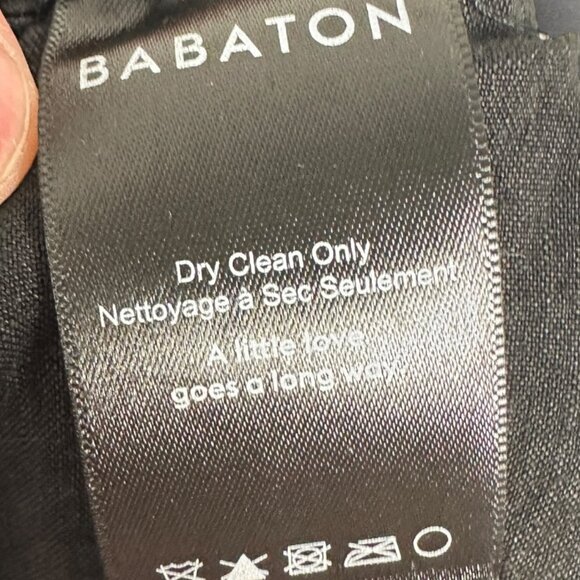 BABATON
Dry Clean Only
Nettoyage à Sec Seulement
A little love
goes a long way.